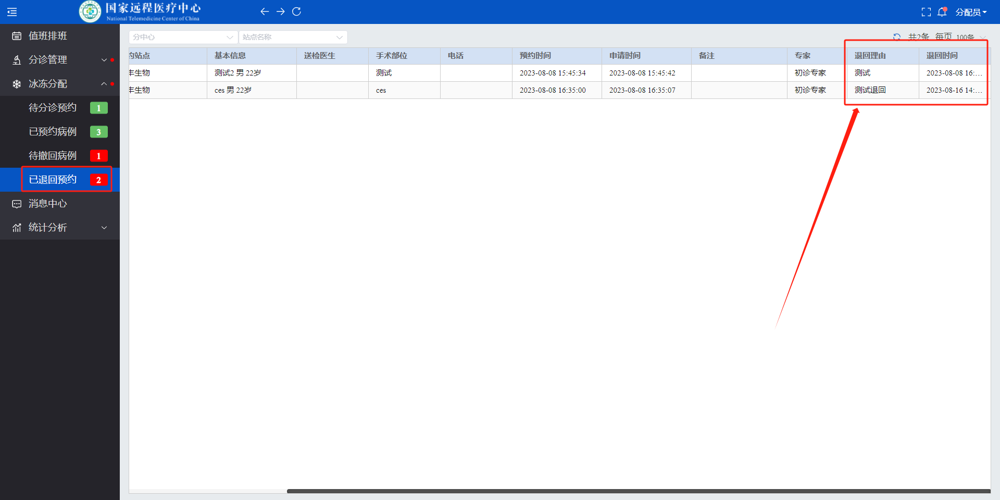 国家远程医疗中心
National Telemedicine Center of China
分配员
值班排班
分诊管理
冰冻分配
待分诊预约 1
已预约病例 3
待撤回病例 1
已退回预约 2
消息中心
统计分析
分中心 站点名称 共2条 每页 100条
站点 基本信息 送检医生 手术部位 电话 预约时间 申请时间 备注 专家 退回理由 退回时间
生物 测试2 男 22岁 测试 2023-08-08 15:45:34 2023-08-08 15:45:42 初诊专家 测试 2023-08-08 16:...
生物 ces 男 22岁 ces 2023-08-08 16:35:00 2023-08-08 16:35:07 初诊专家 测试退回 2023-08-16 14:...